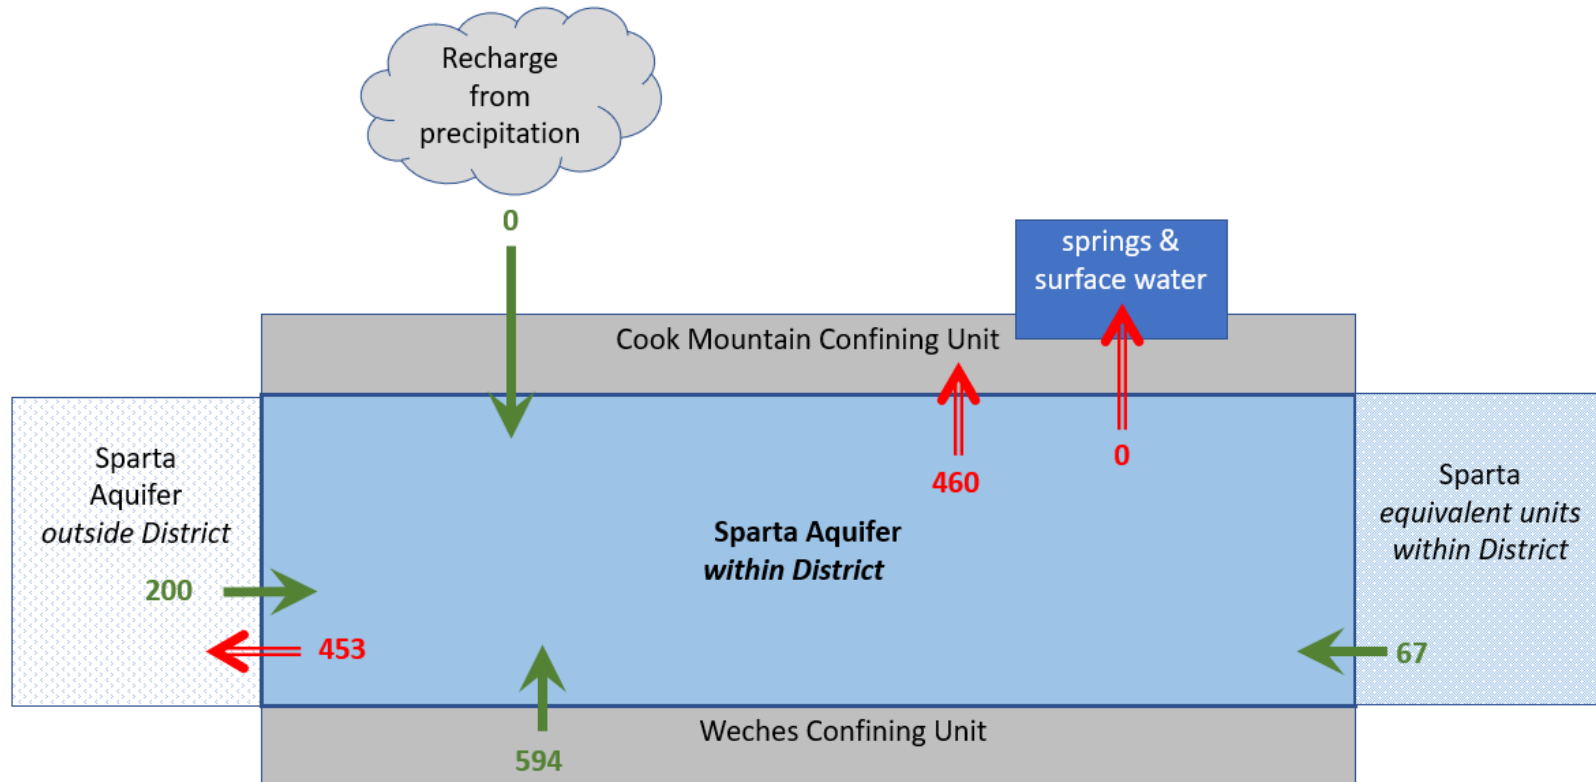 Recharge
from
precipitation
0
springs &
surface water
Cook Mountain Confining Unit
460
0
Sparta
Aquifer
outside District
200
453
Sparta Aquifer
within District
Sparta
equivalent units
within District
67
594
Weches Confining Unit